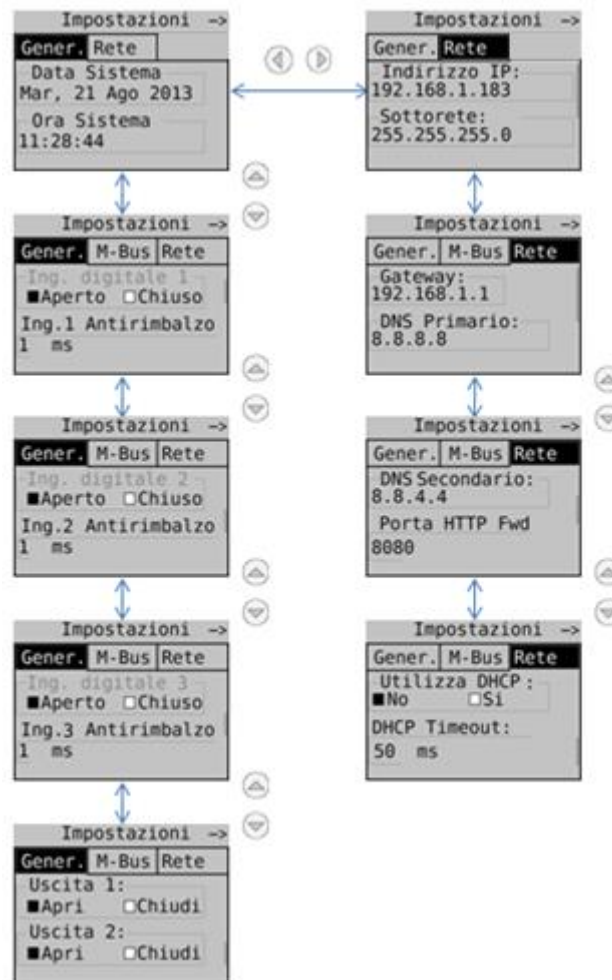 Impostazioni ->
Gener. Rete
Data Sistema
Mar, 21 Ago 2013
Ora Sistema
11:28:44
Impostazioni ->
Gener. M-Bus Rete
Ing. digitale 1
■Aperto □Chiuso
Ing.1 Antirimbalzo
1 ms
Impostazioni ->
Gener. M-Bus Rete
Ing. digitale 2
■Aperto □Chiuso
Ing.2 Antirimbalzo
1 ms
Impostazioni ->
Gener. M-Bus Rete
Ing. digitale 3
■Aperto □Chiuso
Ing.3 Antirimbalzo
1 ms
Impostazioni ->
Gener. M-Bus Rete
Uscita 1:
■Apri □Chiudi
Uscita 2:
■Apri □Chiudi
Impostazioni ->
Gener. Rete
Indirizzo IP:
192.168.1.183
Sottorete:
255.255.255.0
Impostazioni ->
Gener. M-Bus Rete
Gateway:
192.168.1.1
DNS Primario:
8.8.8.8
Impostazioni ->
Gener. M-Bus Rete
DNS Secondario:
8.8.4.4
Porta HTTP Fwd
8080
Impostazioni ->
Gener. M-Bus Rete
Utilizza DHCP:
■No □Si
DHCP Timeout:
50 ms